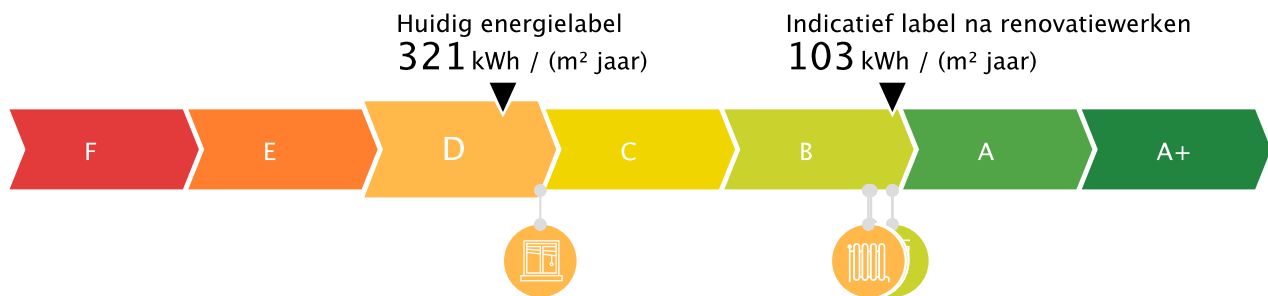 Huidig energielabel
321 kWh / (m² jaar)
Indicatief label na renovatiewerken
103 kWh / (m² jaar)
F E D C B A A+